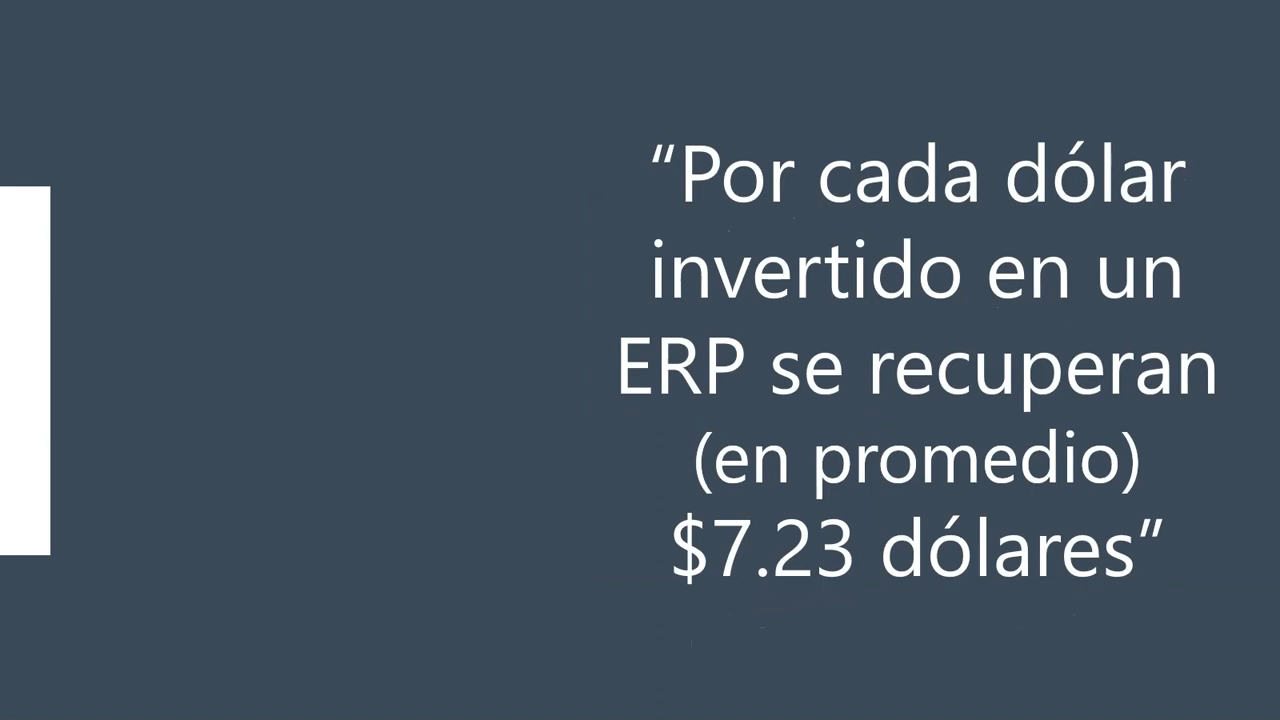 “Por cada dólar
invertido en un
ERP se recuperan
(en promedio)
$7.23 dólares”